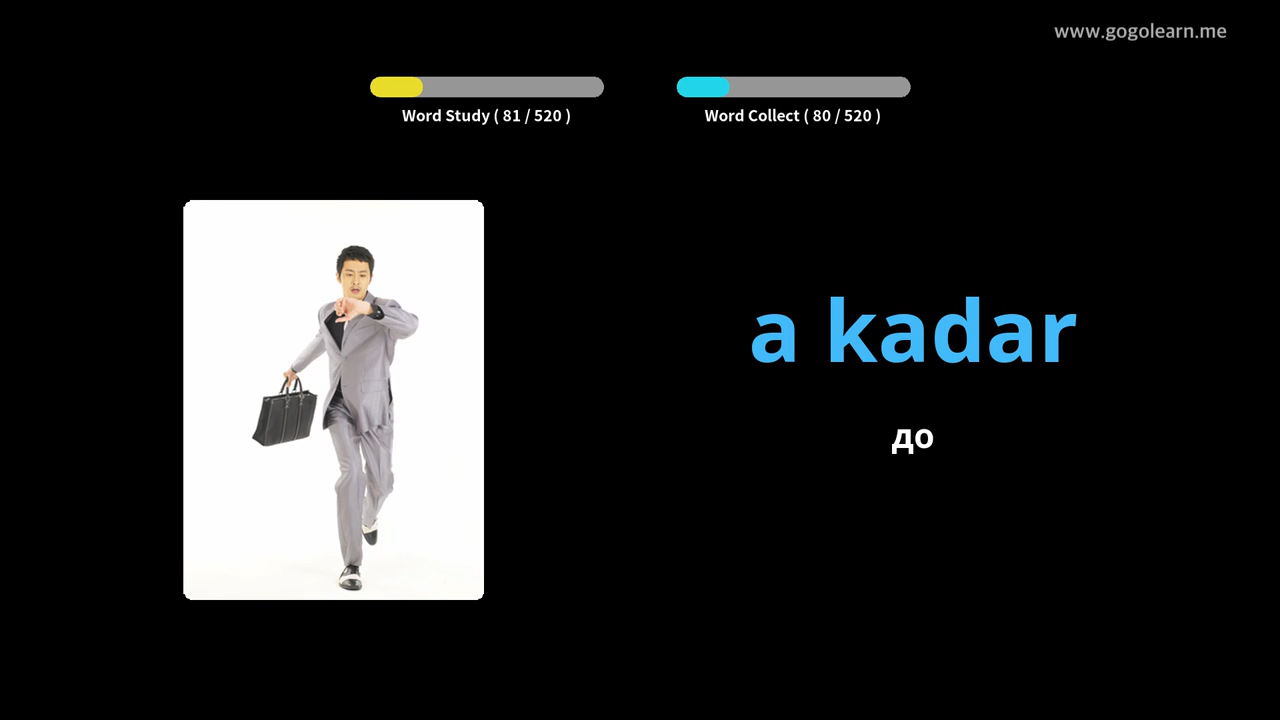 www.gogolearn.me
Word Study ( 81 / 520 )
Word Collect ( 80 / 520 )
a kadar
до